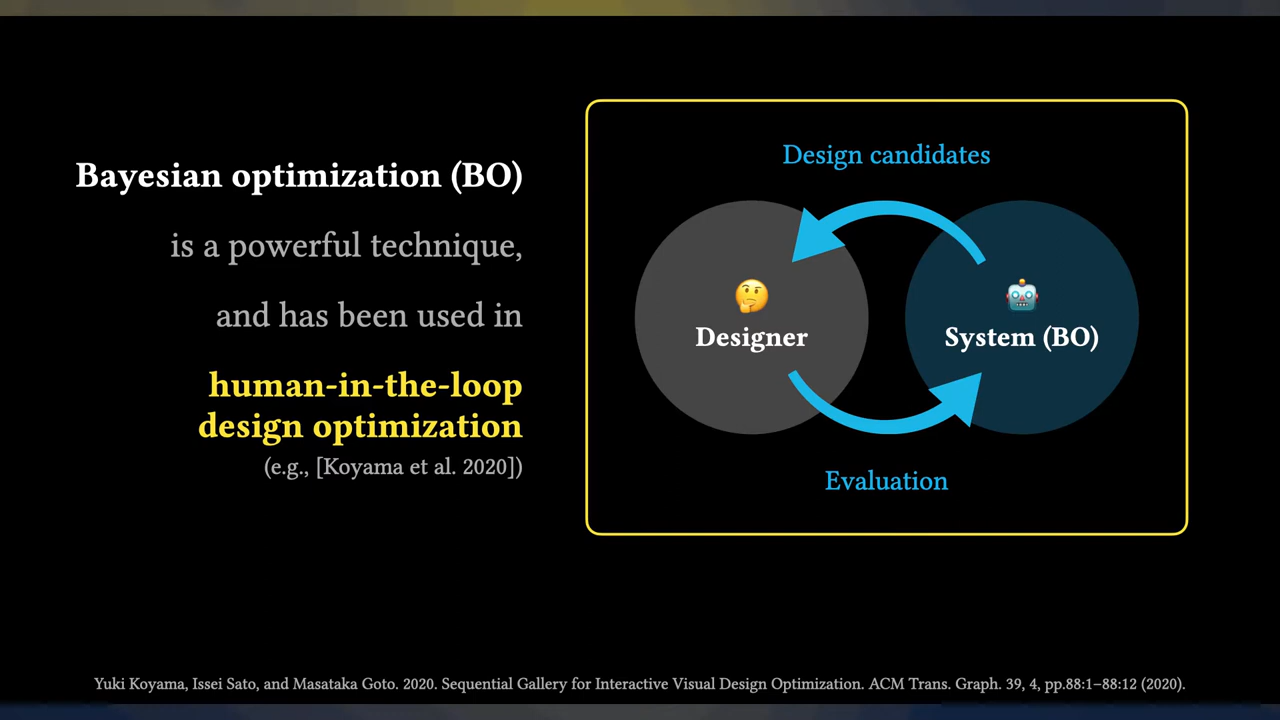 Bayesian optimization (BO)
is a powerful technique,
and has been used in
human-in-the-loop
design optimization
(e.g., [Koyama et al. 2020])
Design candidates
Designer
System (BO)
Evaluation
Yuki Koyama, Issei Sato, and Masataka Goto. 2020. Sequential Gallery for Interactive Visual Design Optimization. ACM Trans. Graph. 39, 4, pp.88:1–88:12 (2020).